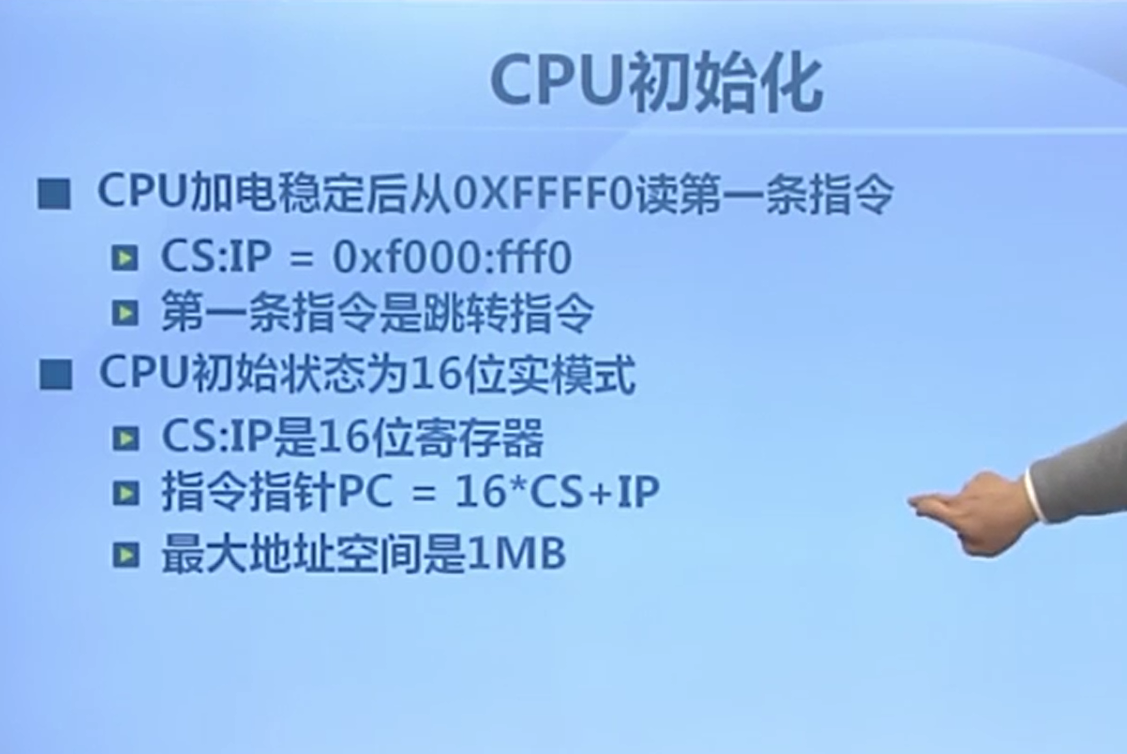 CPU初始化
CPU加电稳定后从0XFFFF0读第一条指令
CS:IP = 0xf000:fff0
第一条指令是跳转指令
CPU初始状态为16位实模式
CS:IP是16位寄存器
指令指针PC = 16*CS+IP
最大地址空间是1MB